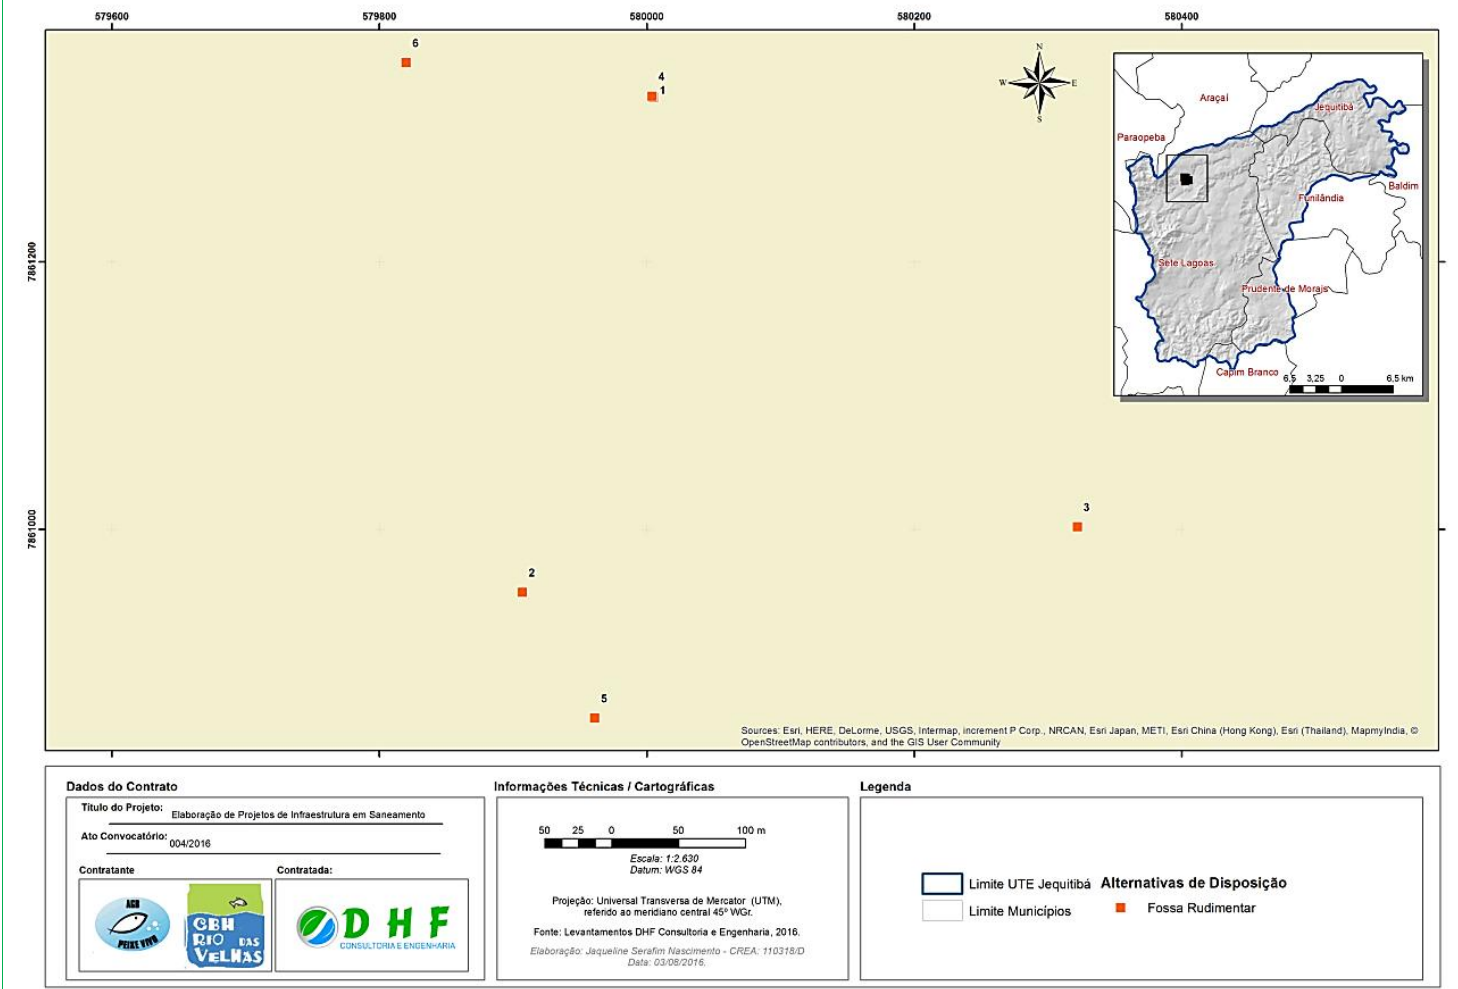 579600 579800 580000 580200 580400
6
4
1
N
W E
S
Araçaí
Jequitibá
Paraopeba
Baldim
Funilândia
7861200
Sete Lagoas
Prudente de Morais
Capim Branco
6,5 3,25 0 6,5 km
3
7861000
2
5
Sources: Esri, HERE, DeLorme, USGS, Intermap, increment P Corp., NRCAN, Esri Japan, METI, Esri China (Hong Kong), Esri (Thailand), MapmyIndia, ©
OpenStreetMap contributors, and the GIS User Community
Dados do Contrato
Título do Projeto: Elaboração de Projetos de Infraestrutura em Saneamento
Ato Convocatório: 004/2016
Contratante
Contratada:
AGB
PEIXE VIVO
CBH
RIO DAS
VELHAS
DHF
CONSULTORIA E ENGENHARIA
Informações Técnicas / Cartográficas
50 25 0 50 100 m
Escala: 1:2.630
Datum: WGS 84
Projeção: Universal Transversa de Mercator (UTM),
referido ao meridiano central 45º WGr.
Fonte: Levantamentos DHF Consultoria e Engenharia, 2016.
Elaboração: Jaqueline Serafim Nascimento - CREA: 110318/D
Data: 03/08/2016.
Legenda
Limite UTE Jequitibá
Limite Municípios
Alternativas de Disposição
Fossa Rudimentar